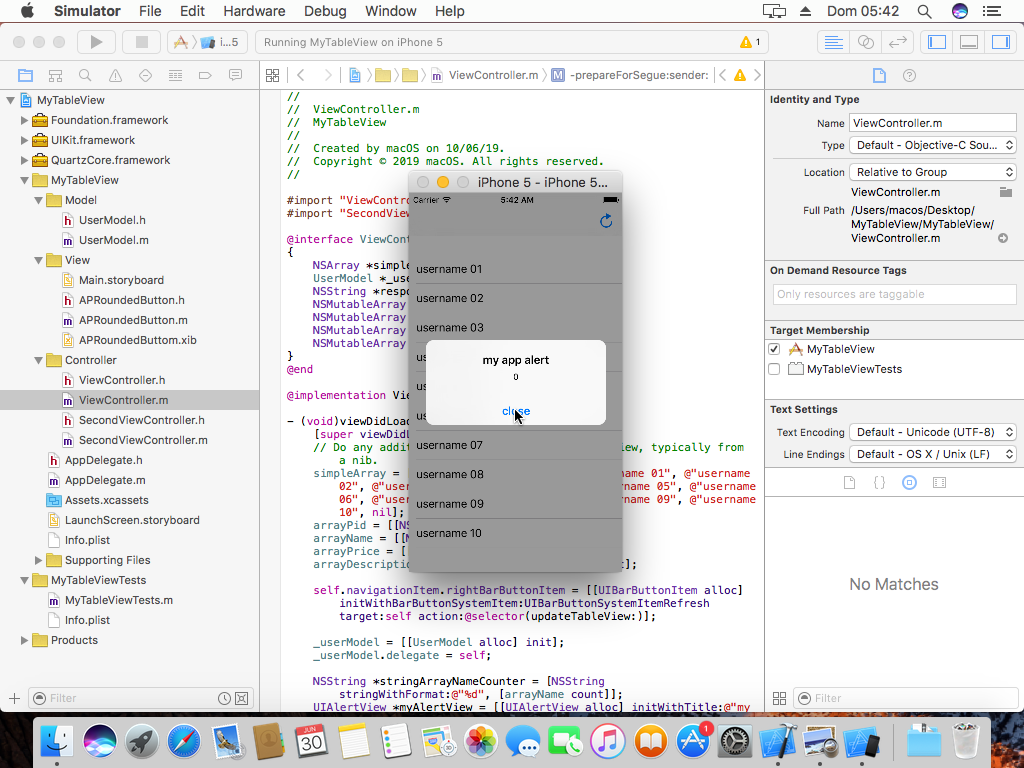 Simulator File Edit Hardware Debug Window Help Dom 05:42
i...5 Running MyTableView on iPhone 5 1
ViewController.m -prepareForSegue:sender:
MyTableView
Foundation.framework
UIKit.framework
QuartzCore.framework
MyTableView
Model
UserModel.h
UserModel.m
View
Main.storyboard
APRoundedButton.h
APRoundedButton.m
APRoundedButtom.xib
Controller
ViewController.h
ViewController.m
SecondViewController.h
SecondViewController.m
AppDelegate.h
AppDelegate.m
Assets.xcassets
LaunchScreen.storyboard
Info.plist
Supporting Files
MyTableViewTests
MyTableViewTests.m
Info.plist
Products
Filter
//
// ViewController.m
// MyTableView
//
// Created by macOS on 10/06/19.
// Copyright © 2019 macOS. All rights reserved.
//
#import "ViewContro
#import "SecondView
@interface ViewCont
{
NSArray *simple
UserModel *_use
NSString *respo
NSMutableArray
NSMutableArray
NSMutableArray
NSMutableArray
}
@end
@implementation Vie
- (void)viewDidLoad
[super viewDidL
// Do any addit iew, typically from
a nib.
simpleArray = name 01", @"username
02", @"user rname 05", @"username
06", @"user rname 09", @"username
10", nil];
arrayPid = [[NS
arrayName = [[N
arrayPrice = [
arrayDescriptio t];
self.navigationItem.rightBarButtonItem = [[UIBarButtonItem alloc]
initWithBarButtonSystemItem:UIBarButtonSystemItemRefresh
target:self action:@selector(updateTableView:)];
_userModel = [[UserModel alloc] init];
_userModel.delegate = self;
NSString *stringArrayNameCounter = [NSString
stringWithFormat:@"%d", [arrayName count]];
UIAlertView *myAlertView = [[UIAlertView alloc] initWithTitle:@"my
iPhone 5 - iPhone 5...
Carrier 5:42 AM
username 01
username 02
username 03
us
us
us
username 07
username 08
username 09
username 10
my app alert
0
close
Identity and Type
Name ViewController.m
Type Default - Objective-C Sou...
Location Relative to Group
ViewController.m
Full Path /Users/macos/Desktop/
MyTableView/MyTableView/
ViewController.m
On Demand Resource Tags
Only resources are taggable
Target Membership
MyTableView
MyTableViewTests
Text Settings
Text Encoding Default - Unicode (UTF-8)
Line Endings Default - OS X / Unix (LF)
No Matches
Filter
JUN
30
1